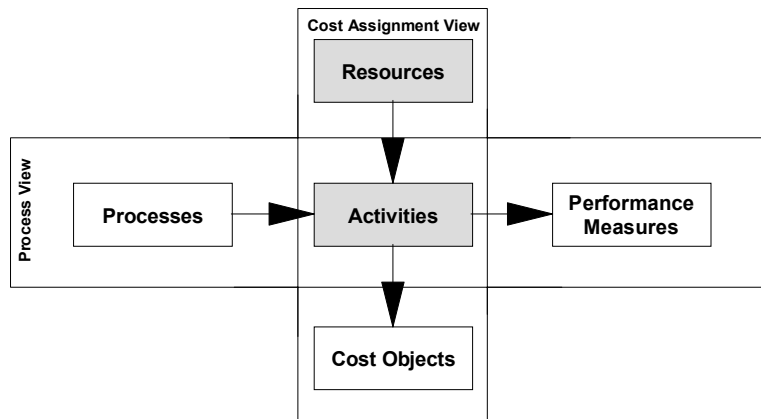 Cost Assignment View
Resources
Process View
Processes
Activities
Performance
Measures
Cost Objects